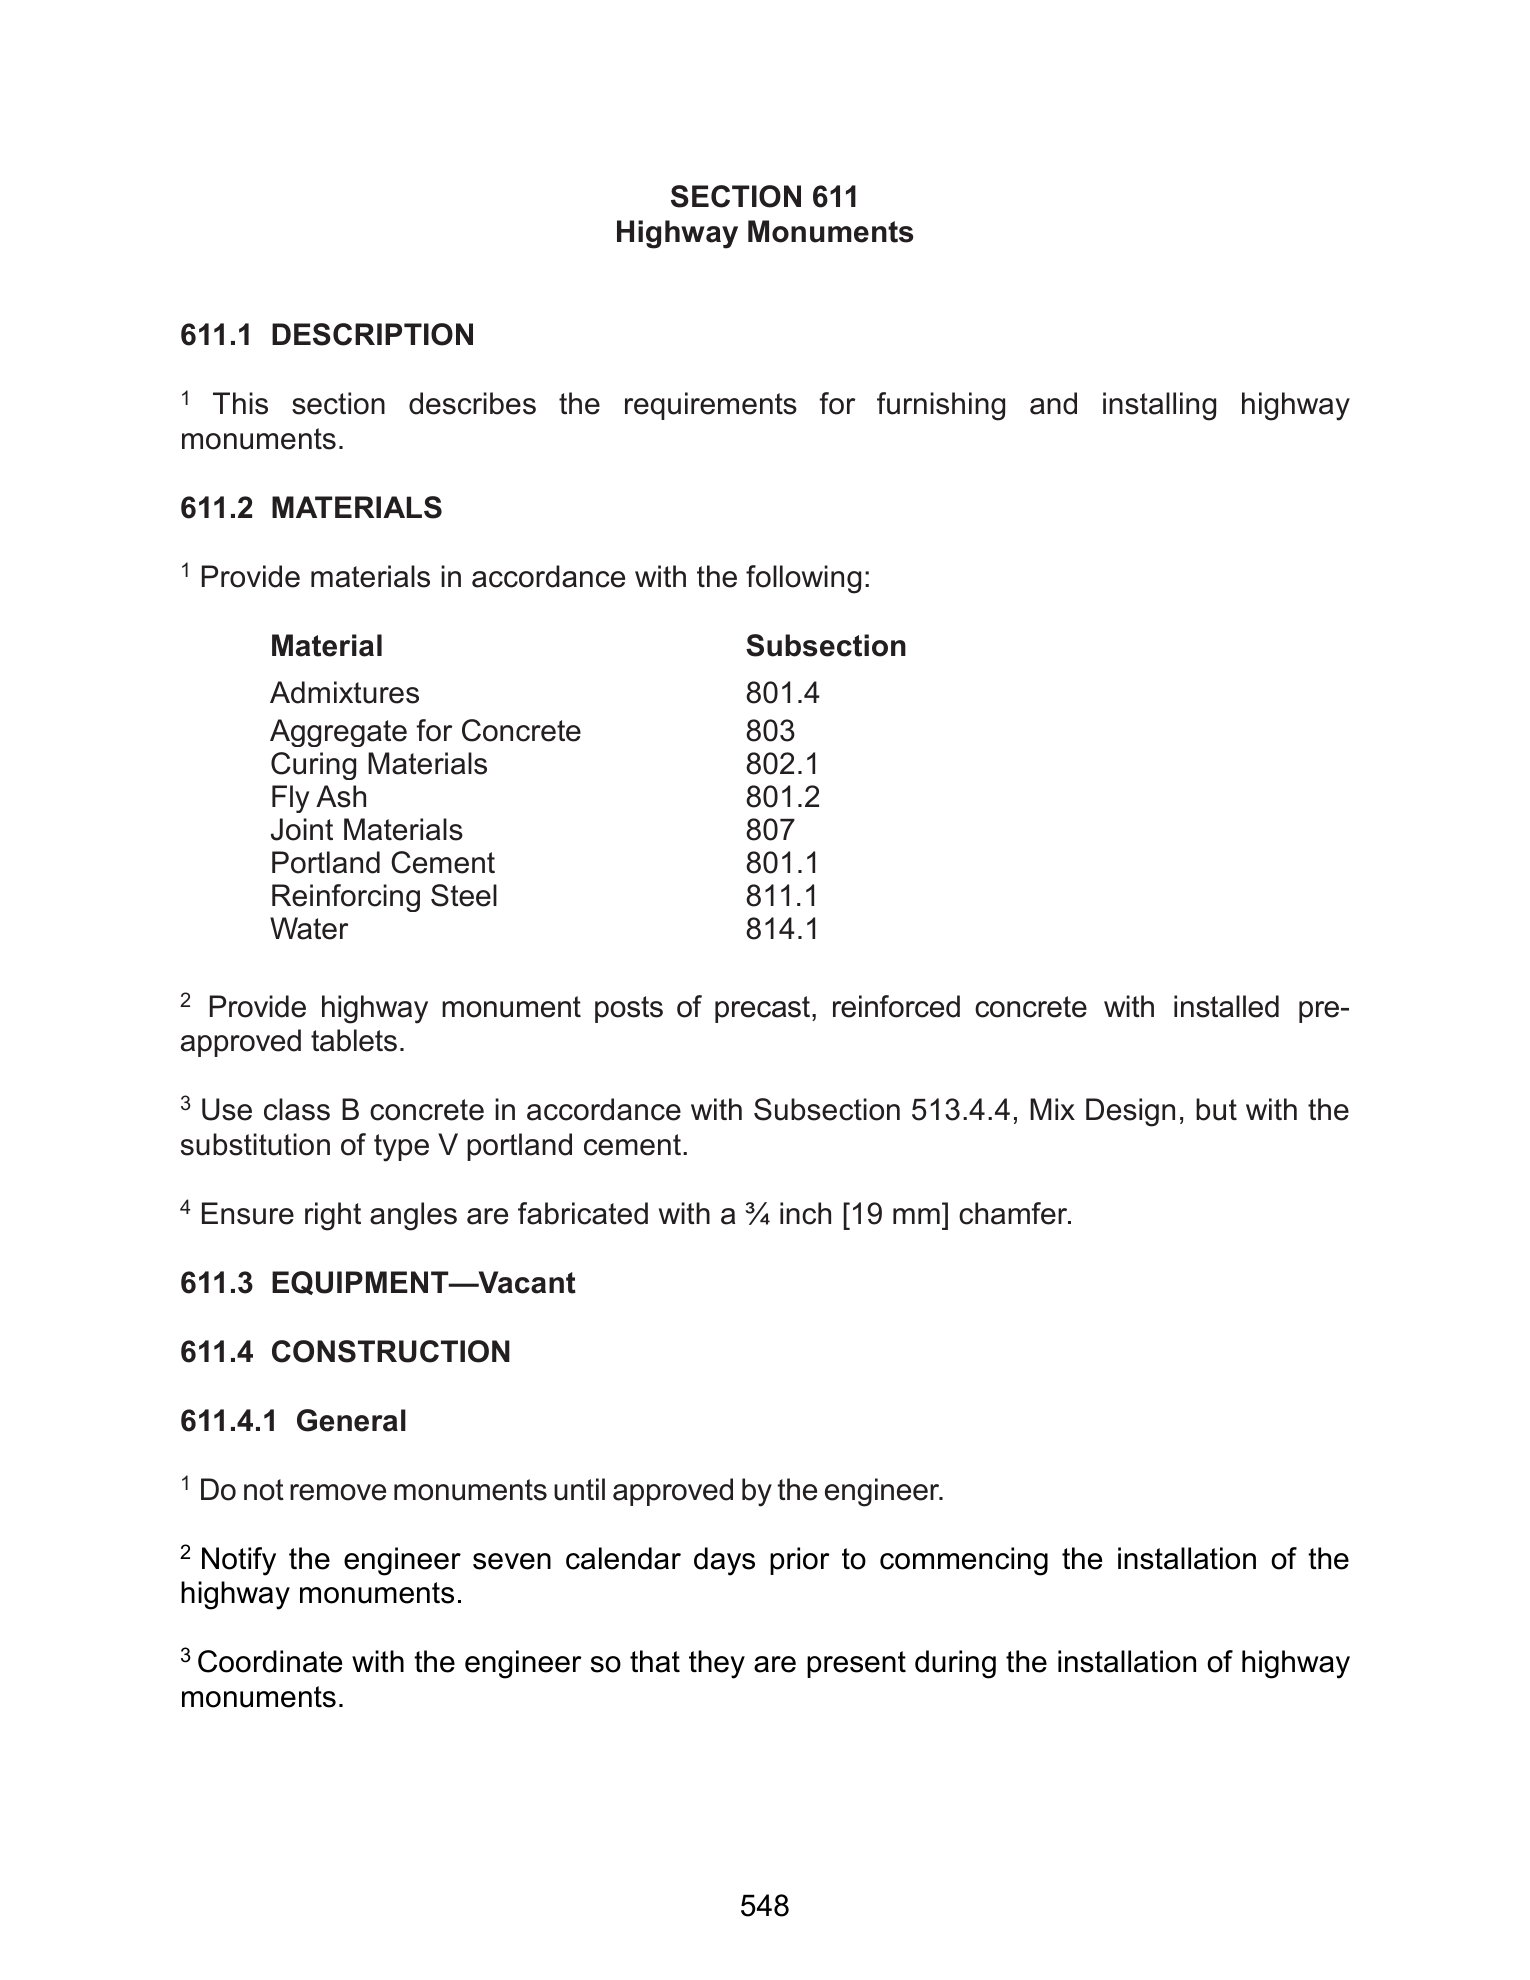 SECTION 611
Highway Monuments
611.1 DESCRIPTION
1 This section describes the requirements for furnishing and installing highway
monuments.
611.2 MATERIALS
1 Provide materials in accordance with the following:
Material Subsection
Admixtures 801.4
Aggregate for Concrete 803
Curing Materials 802.1
Fly Ash 801.2
Joint Materials 807
Portland Cement 801.1
Reinforcing Steel 811.1
Water 814.1
2 Provide highway monument posts of precast, reinforced concrete with installed pre-
approved tablets.
3 Use class B concrete in accordance with Subsection 513.4.4, Mix Design, but with the
substitution of type V portland cement.
4 Ensure right angles are fabricated with a ¾ inch [19 mm] chamfer.
611.3 EQUIPMENT—Vacant
611.4 CONSTRUCTION
611.4.1 General
1 Do not remove monuments until approved by the engineer.
2 Notify the engineer seven calendar days prior to commencing the installation of the
highway monuments.
3 Coordinate with the engineer so that they are present during the installation of highway
monuments.
548